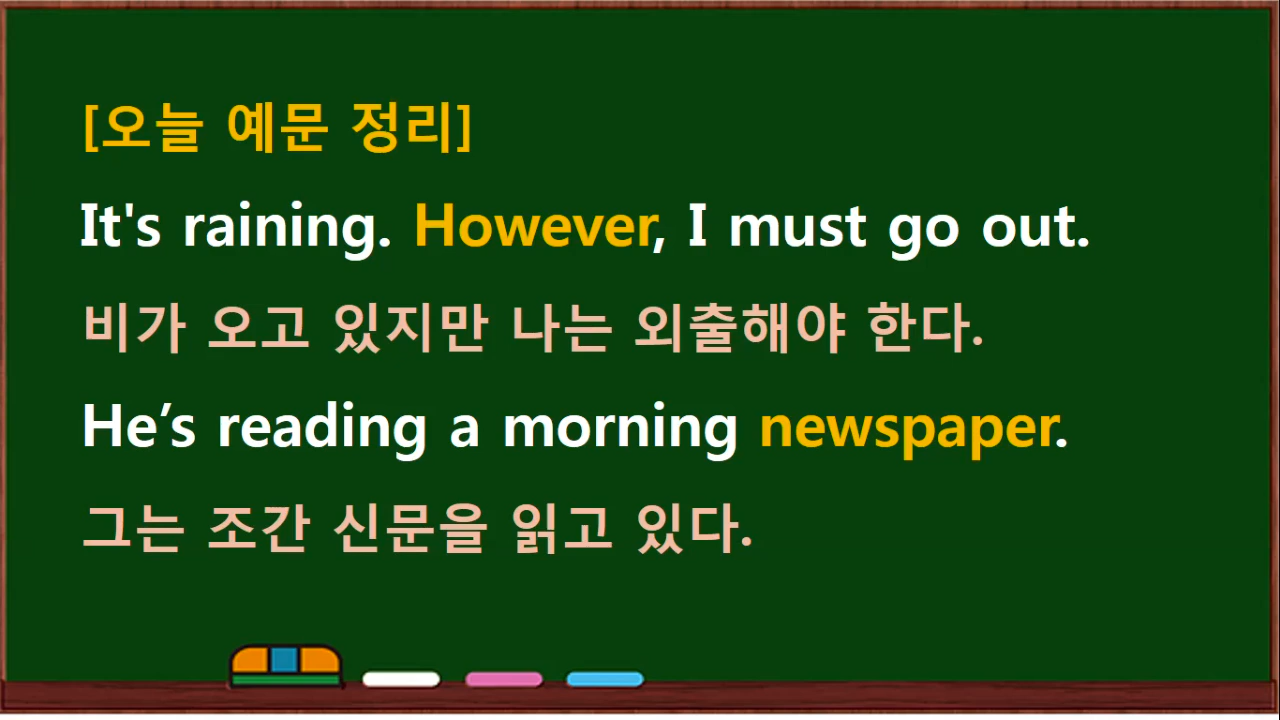 [오늘 예문 정리]
It's raining. However, I must go out.
비가 오고 있지만 나는 외출해야 한다.
He’s reading a morning newspaper.
그는 조간 신문을 읽고 있다.